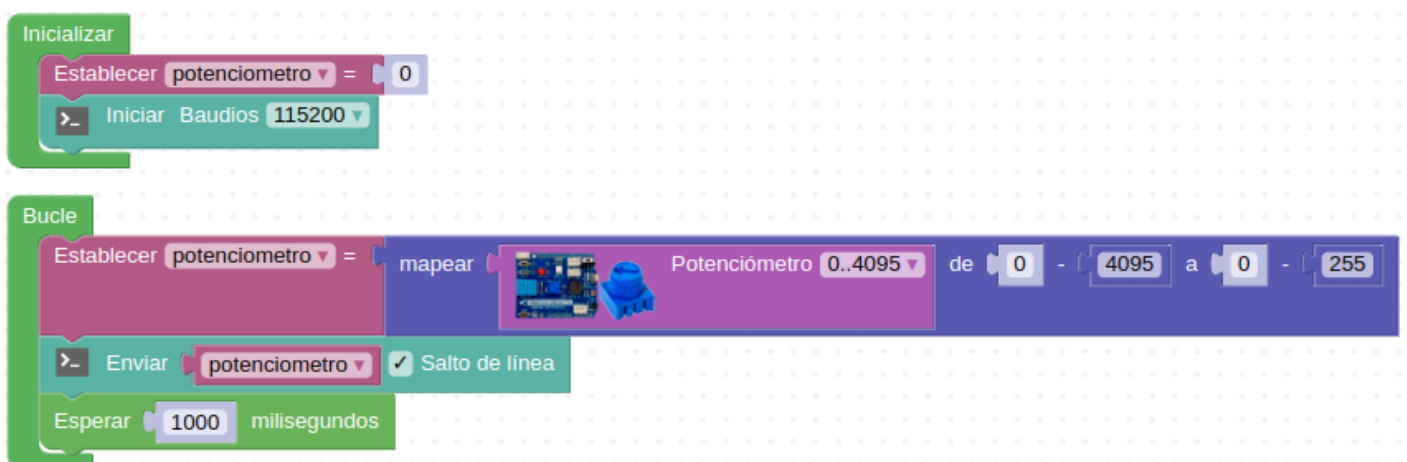 Inicializar
Establecer potenciometro = 0
>_ Iniciar Baudios 115200
Bucle
Establecer potenciometro = mapear Potenciómetro 0..4095 de 0 - 4095 a 0 - 255
>_ Enviar potenciometro ✓ Salto de línea
Esperar 1000 milisegundos